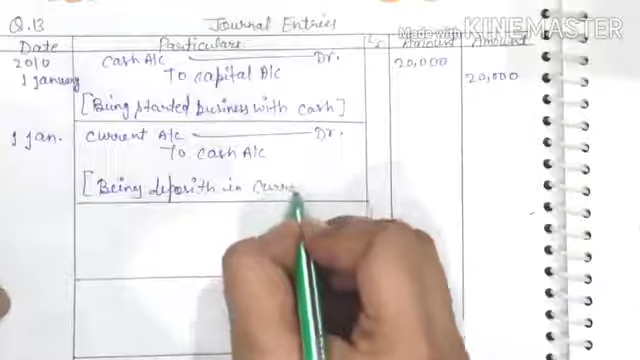 Q.13 Journal Entries
Made with KINEMASTER
Date Particulars L.F Amount Amount
2010 Cash A/c Dr. 20,000
1 january To capital A/c 20,000
[Being started business with cash]
1 jan. Current A/c Dr.
To cash A/c
[Being deposith in Curre